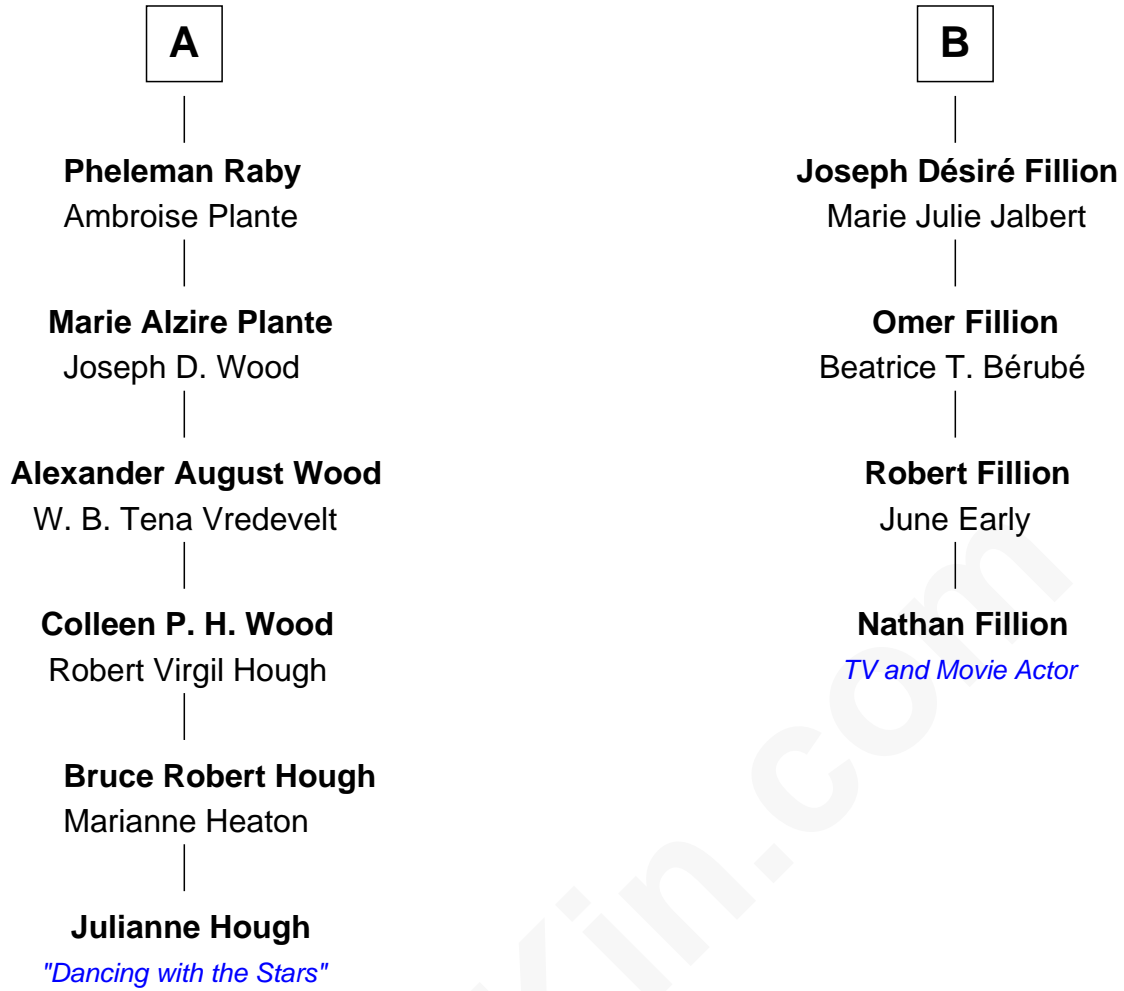 A
Pheleman Raby
Ambroise Plante
Marie Alzire Plante
Joseph D. Wood
Alexander August Wood
W. B. Tena Vredevelt
Colleen P. H. Wood
Robert Virgil Hough
Bruce Robert Hough
Marianne Heaton
Julianne Hough
"Dancing with the Stars"
B
Joseph Désiré Fillion
Marie Julie Jalbert
Omer Fillion
Beatrice T. Bérubé
Robert Fillion
June Early
Nathan Fillion
TV and Movie Actor
Kin.com